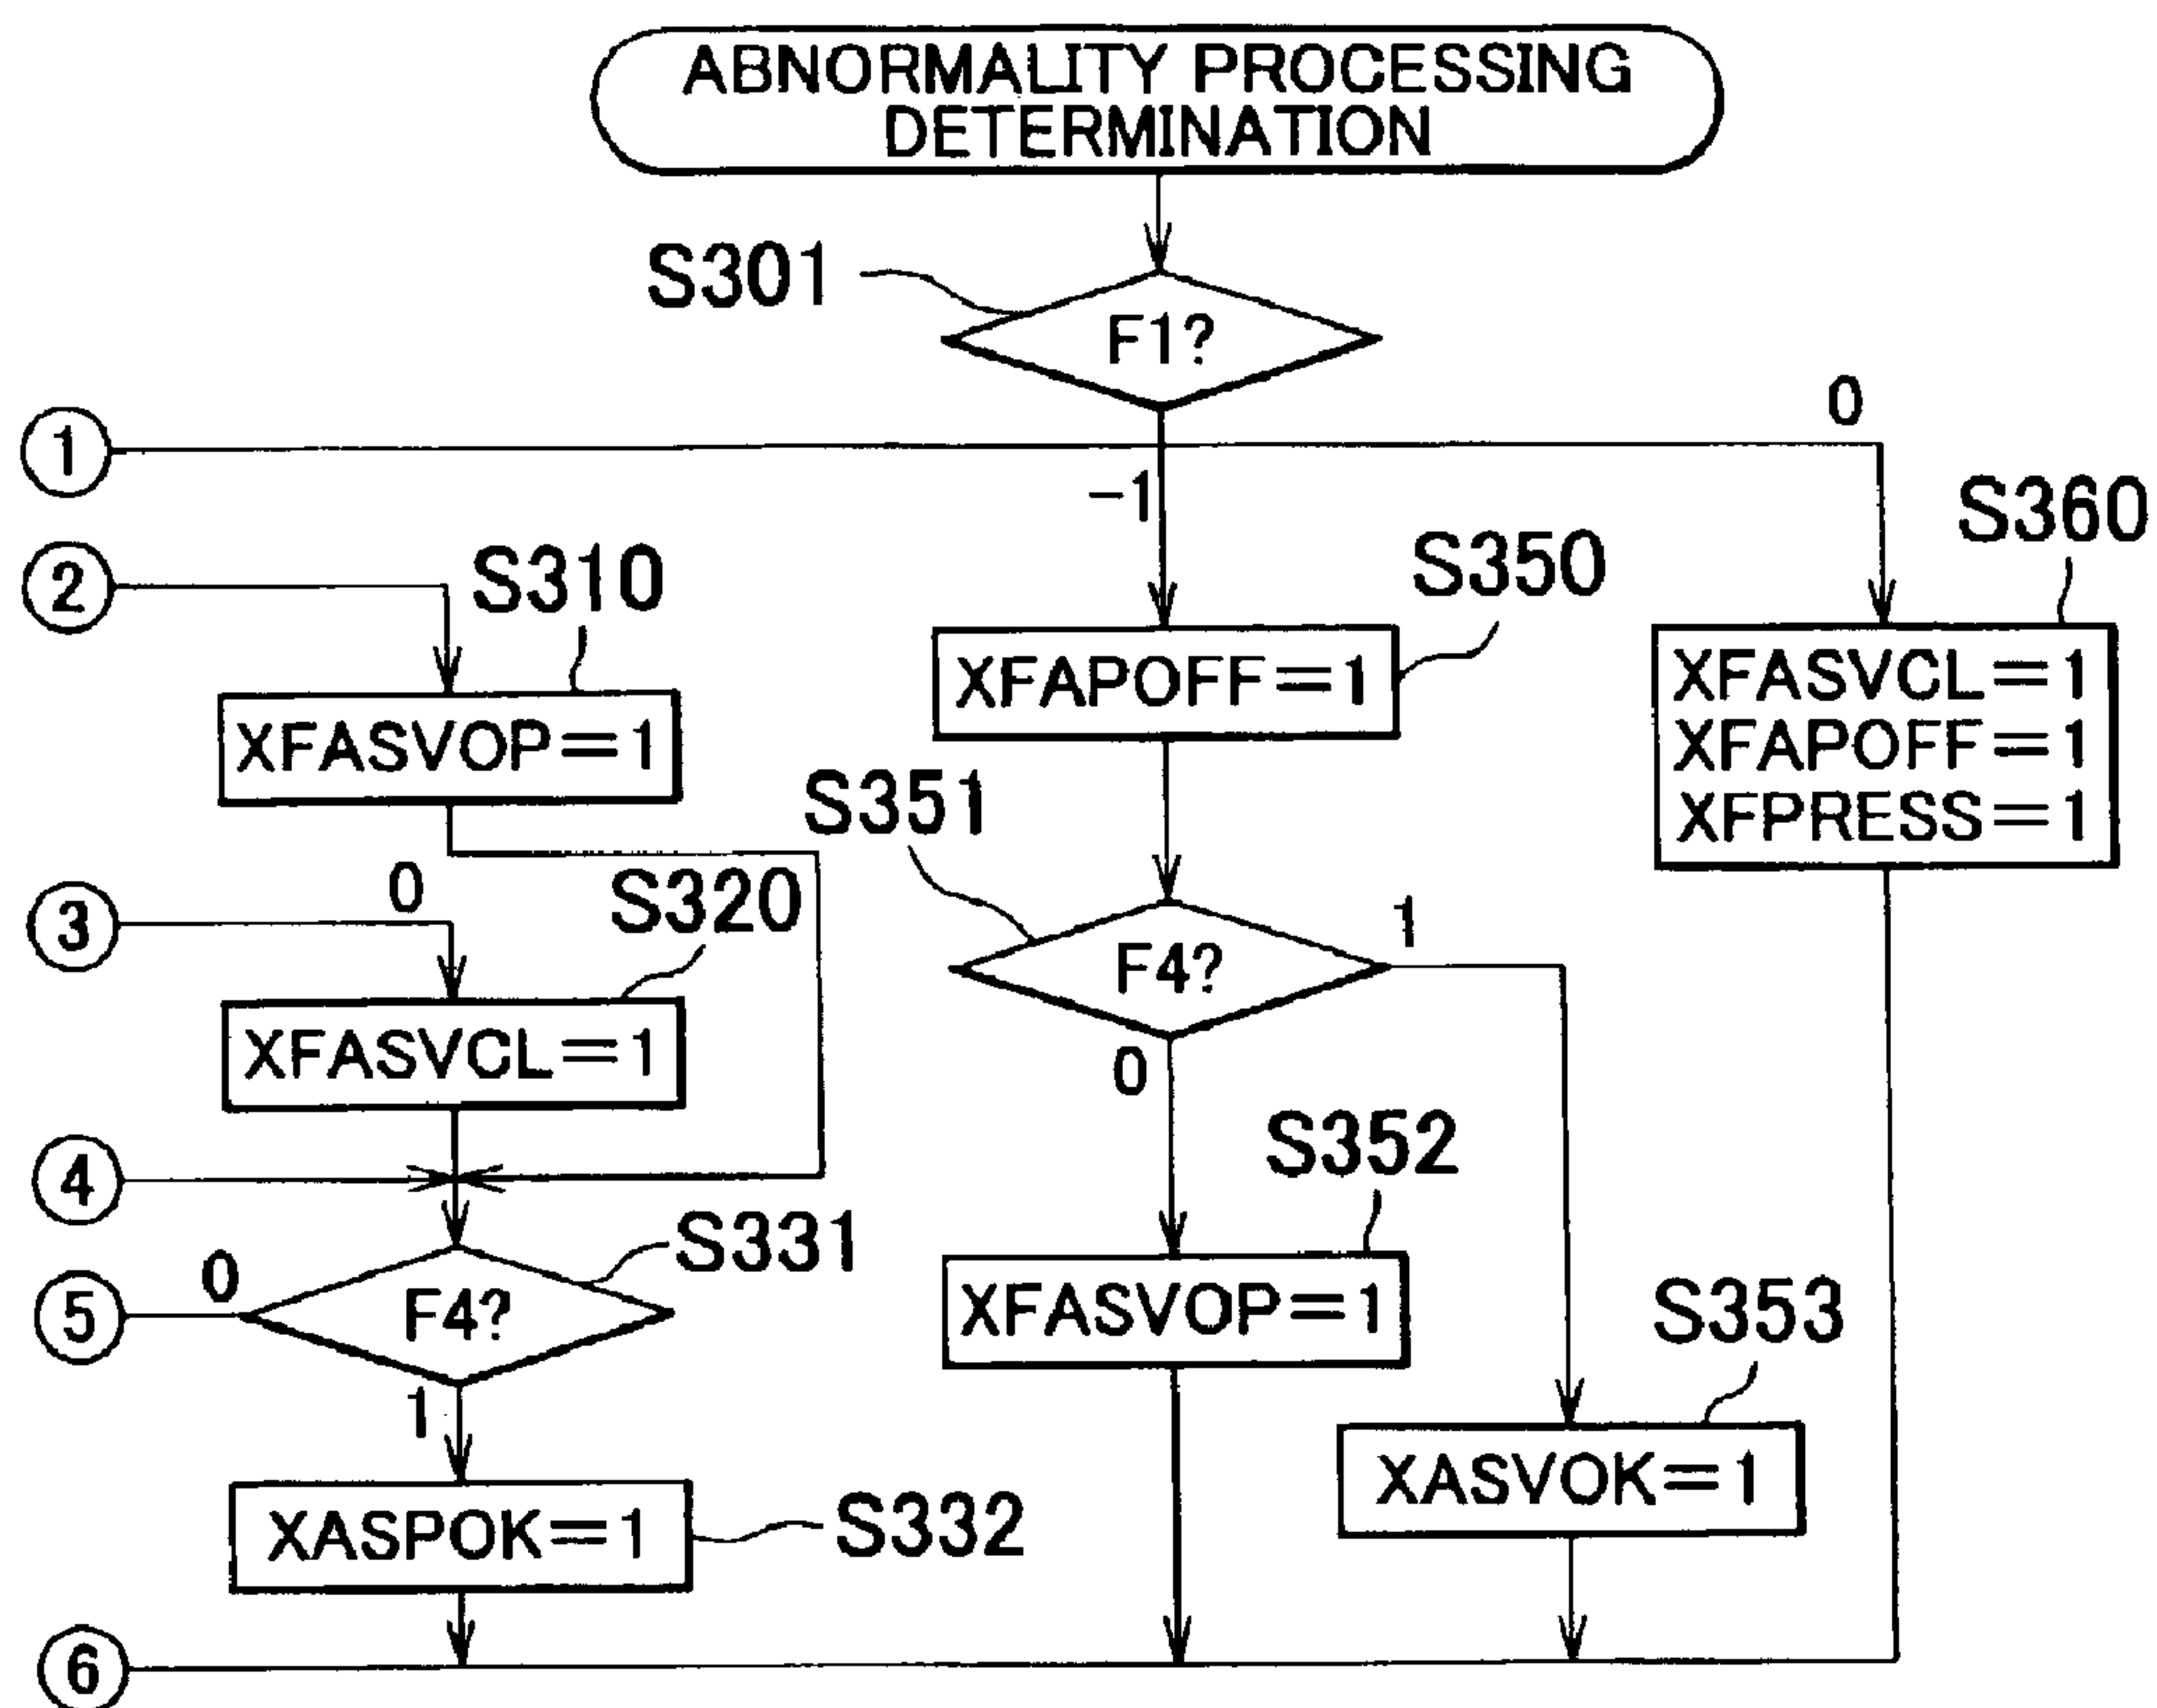 ABNORMALITY PROCESSING
DETERMINATION
S301
F1?
0
1
-1
S360
S350
2
S310
XFAPOFF=1
XFASVCL=1
XFAPOFF=1
XFPRESS=1
XFASVOP=1
S351
0
S320
1
3
F4?
XFASVCL=1
0
S352
4
S331
0
S353
5
F4?
XFASVOP=1
1
XASVOK=1
XASPOK=1
S332
6